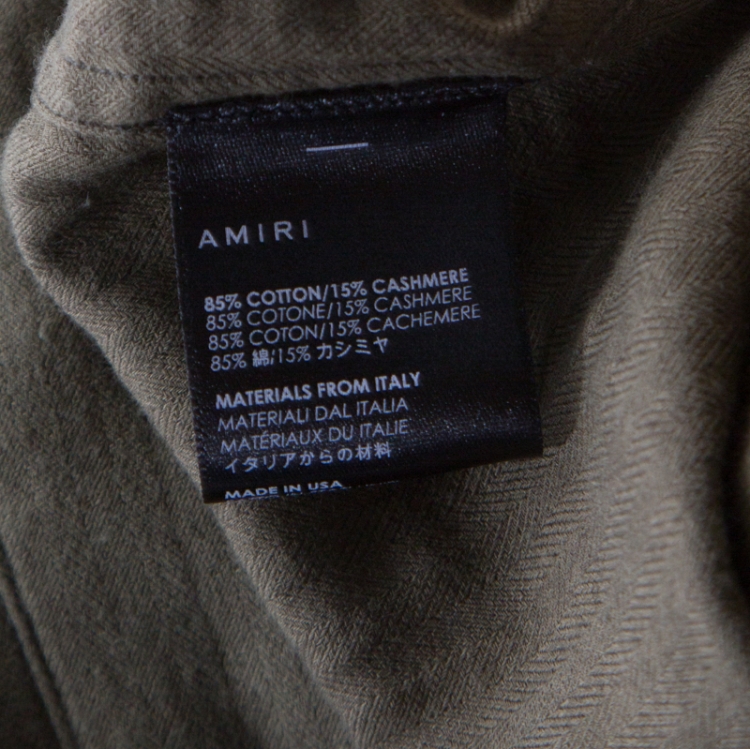 AMIRI
85% COTTON/15% CASHMERE
85% COTONE/15% CASHMERE
85% COTON/15% CACHEMERE
85% 綿/15% カシミヤ
MATERIALS FROM ITALY
MATERIALI DAL ITALIA
MATÉRIAUX DU ITALIE
イタリアからの材料
MADE IN USA